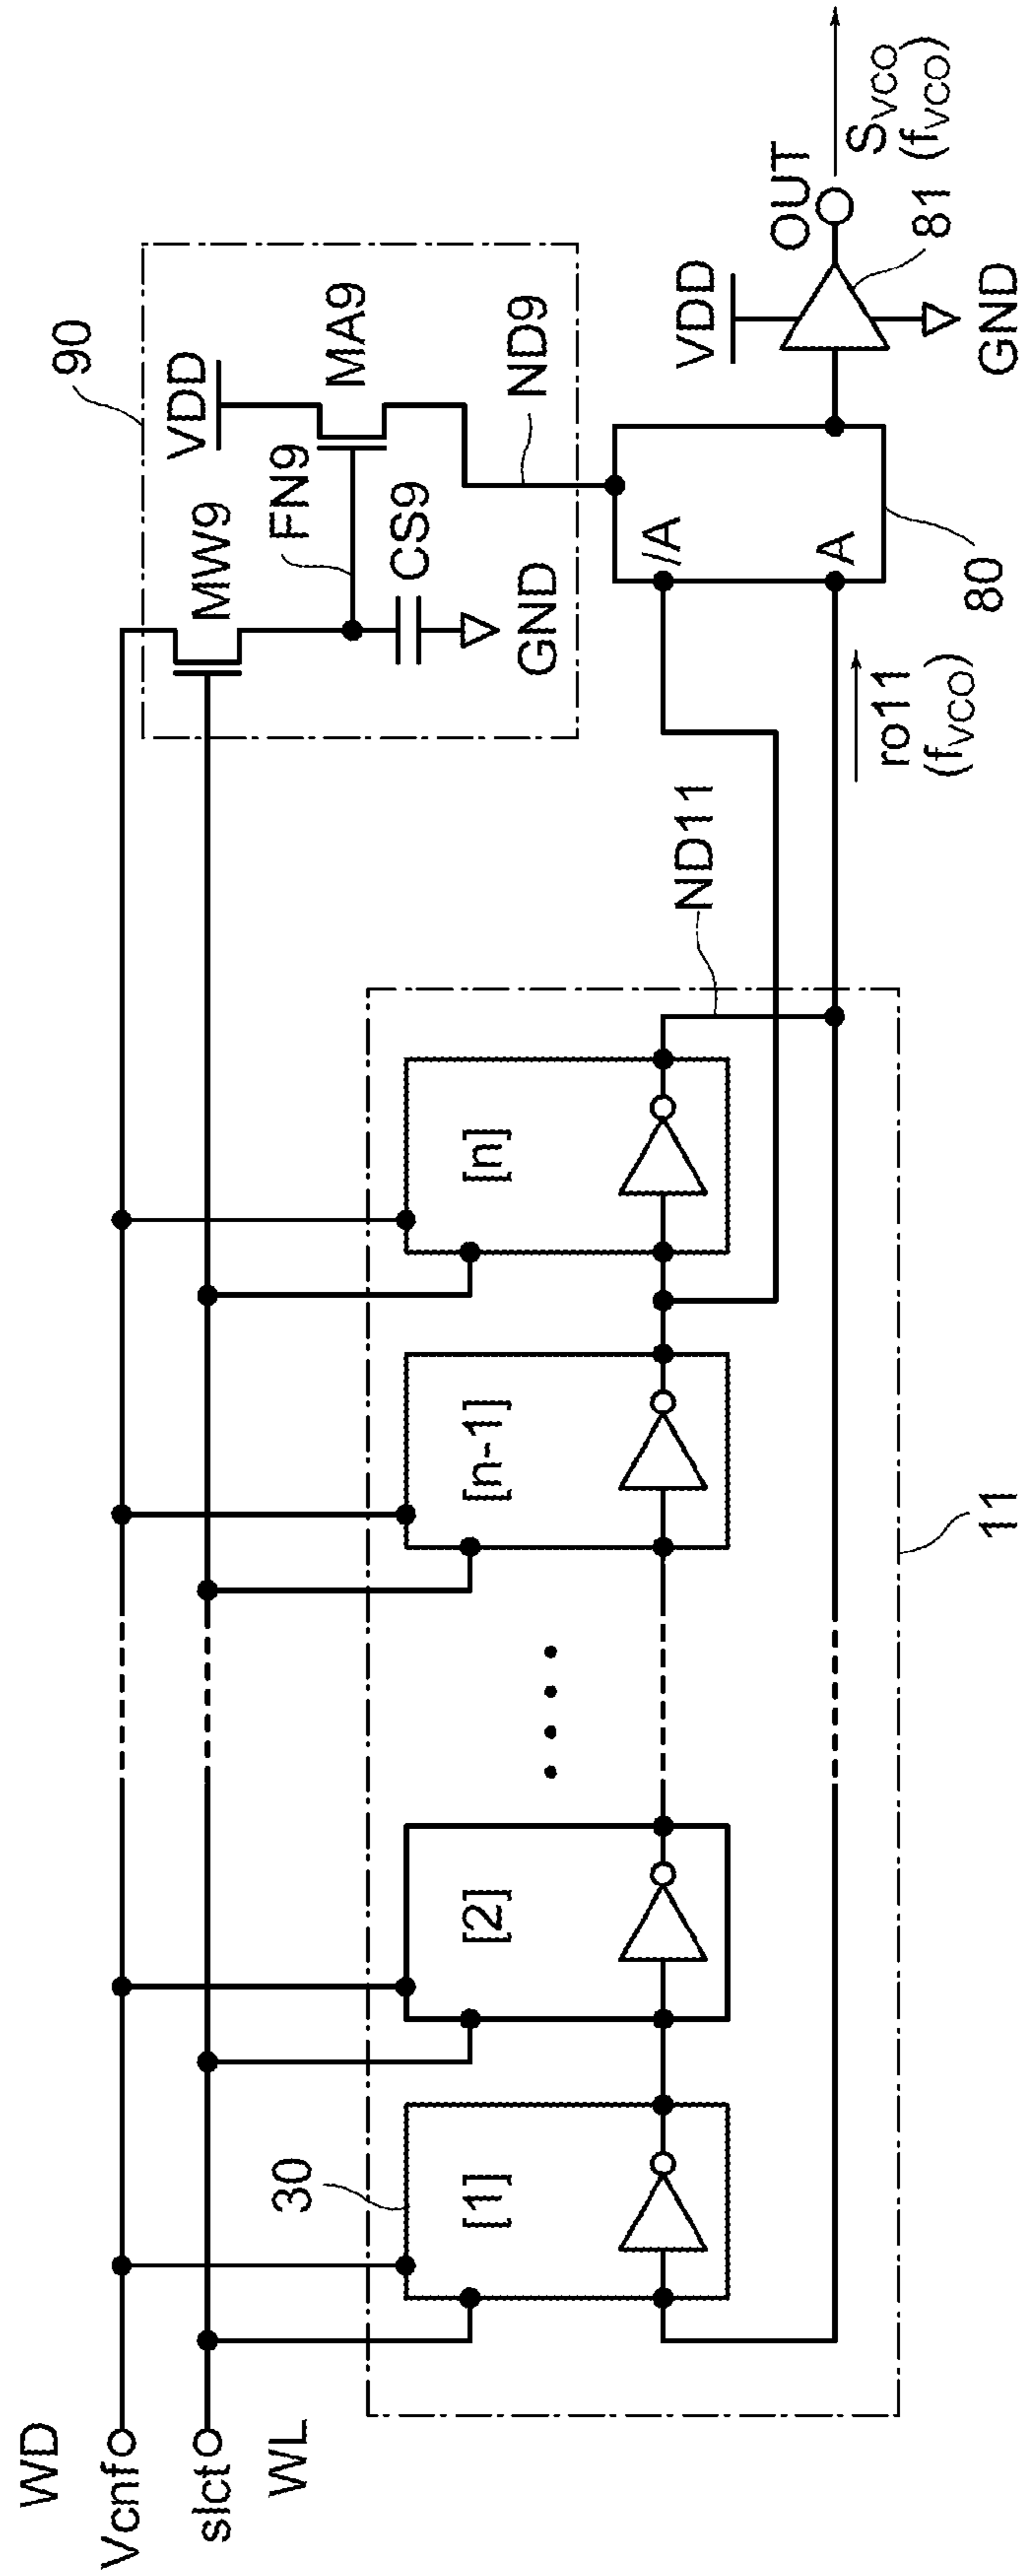 WD
Vcnf
slct
WL
90
VDD
MW9
FN9
MA9
CS9
GND
ND9
30
[1]
[2]
[n-1]
[n]
ND11
/A
A
80
ro11
(fVCO)
VDD
OUT
SVCO
(fVCO)
81
GND
11